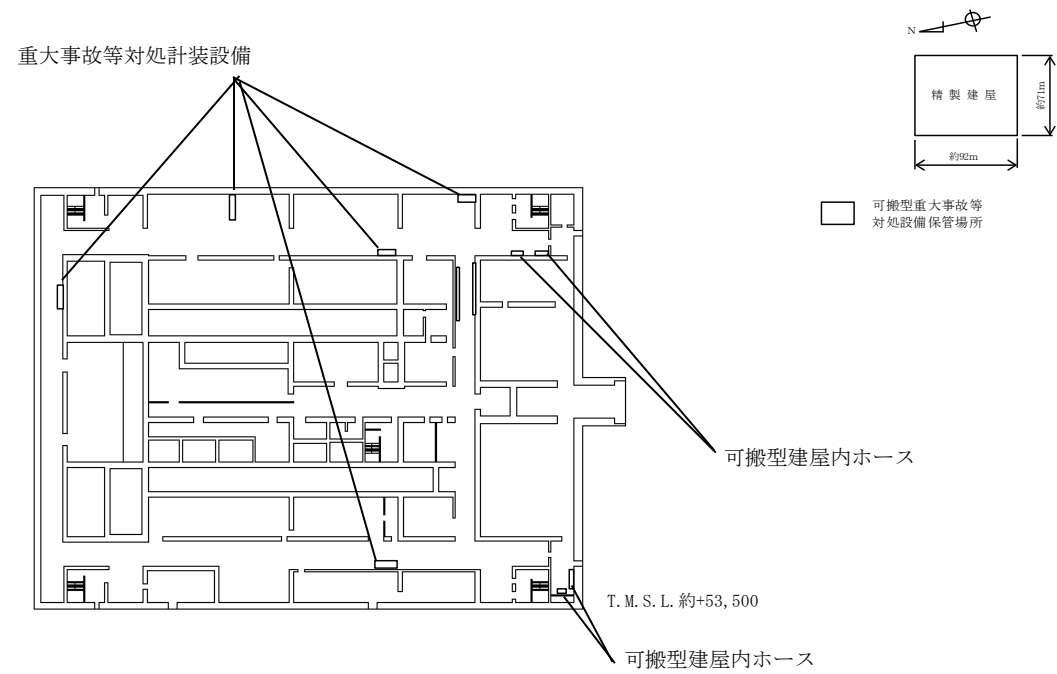 重大事故等対処計装設備
N
精製建屋
約71m
約92m
可搬型重大事故等
対処設備保管場所
可搬型建屋内ホース
T.M.S.L.約+53,500
可搬型建屋内ホース